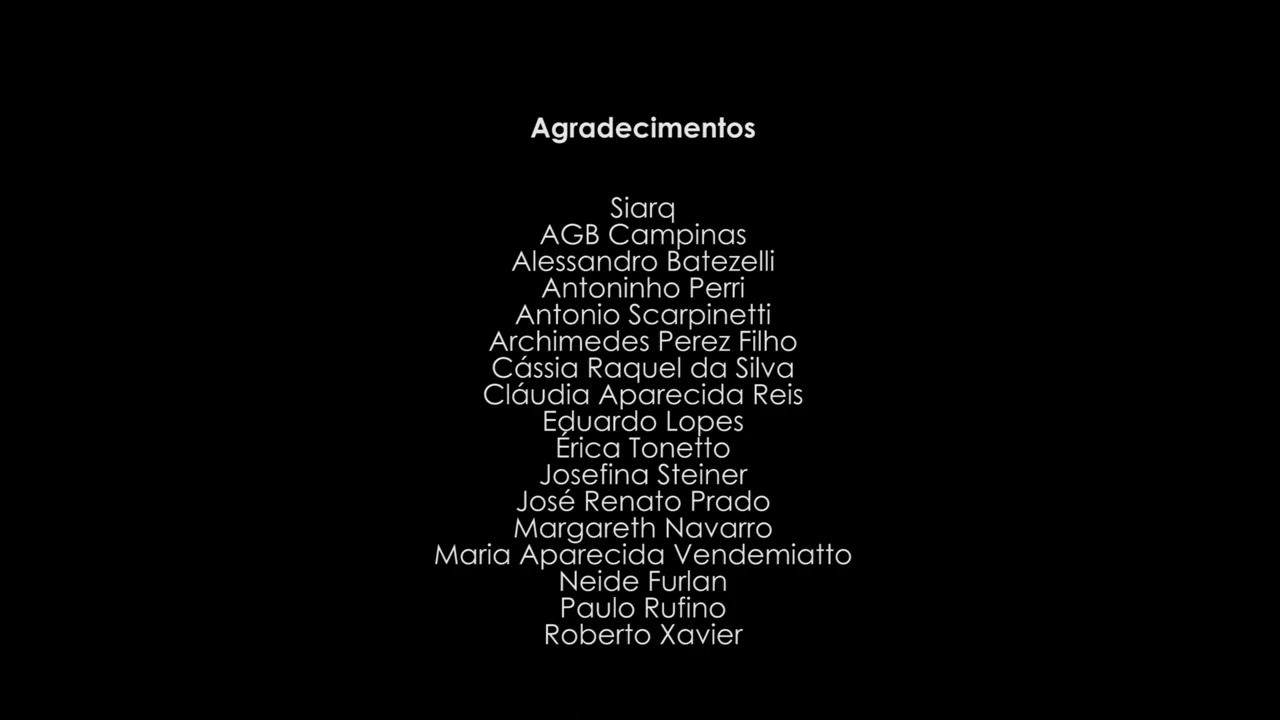 Agradecimentos
Siarq
AGB Campinas
Alessandro Batezelli
Antoninho Perri
Antonio Scarpinetti
Archimedes Perez Filho
Cássia Raquel da Silva
Cláudia Aparecida Reis
Eduardo Lopes
Érica Tonetto
Josefina Steiner
José Renato Prado
Margareth Navarro
Maria Aparecida Vendemiatto
Neide Furlan
Paulo Rufino
Roberto Xavier